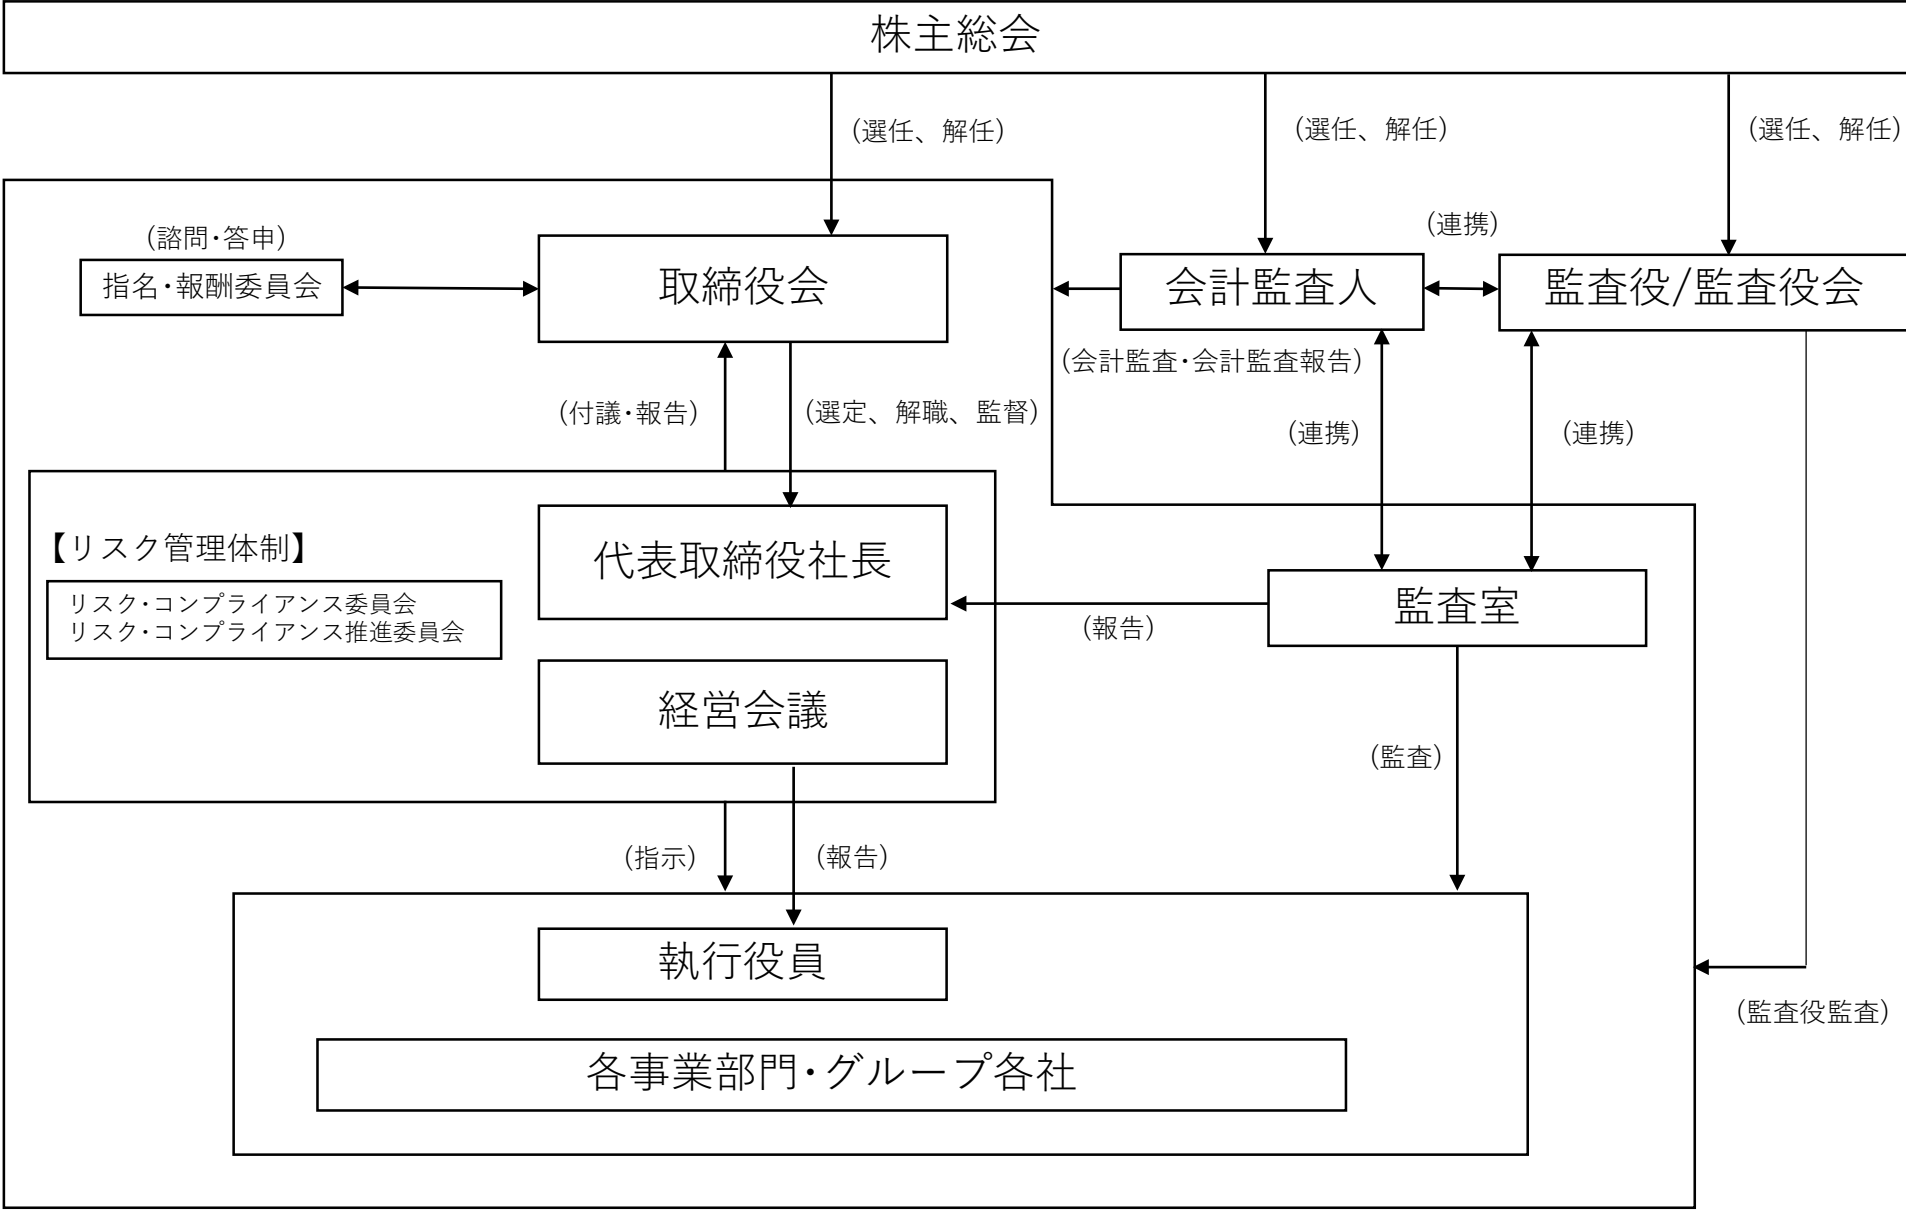 株主総会
(選任、解任)
(選任、解任)
(選任、解任)
(諮問・答申)
指名・報酬委員会
取締役会
会計監査人
(連携)
監査役/監査役会
(会計監査・会計監査報告)
(付議・報告)
(選定、解職、監督)
(連携)
(連携)
【リスク管理体制】
リスク・コンプライアンス委員会
リスク・コンプライアンス推進委員会
代表取締役社長
(報告)
監査室
経営会議
(監査)
(指示)
(報告)
執行役員
(監査役監査)
各事業部門・グループ各社